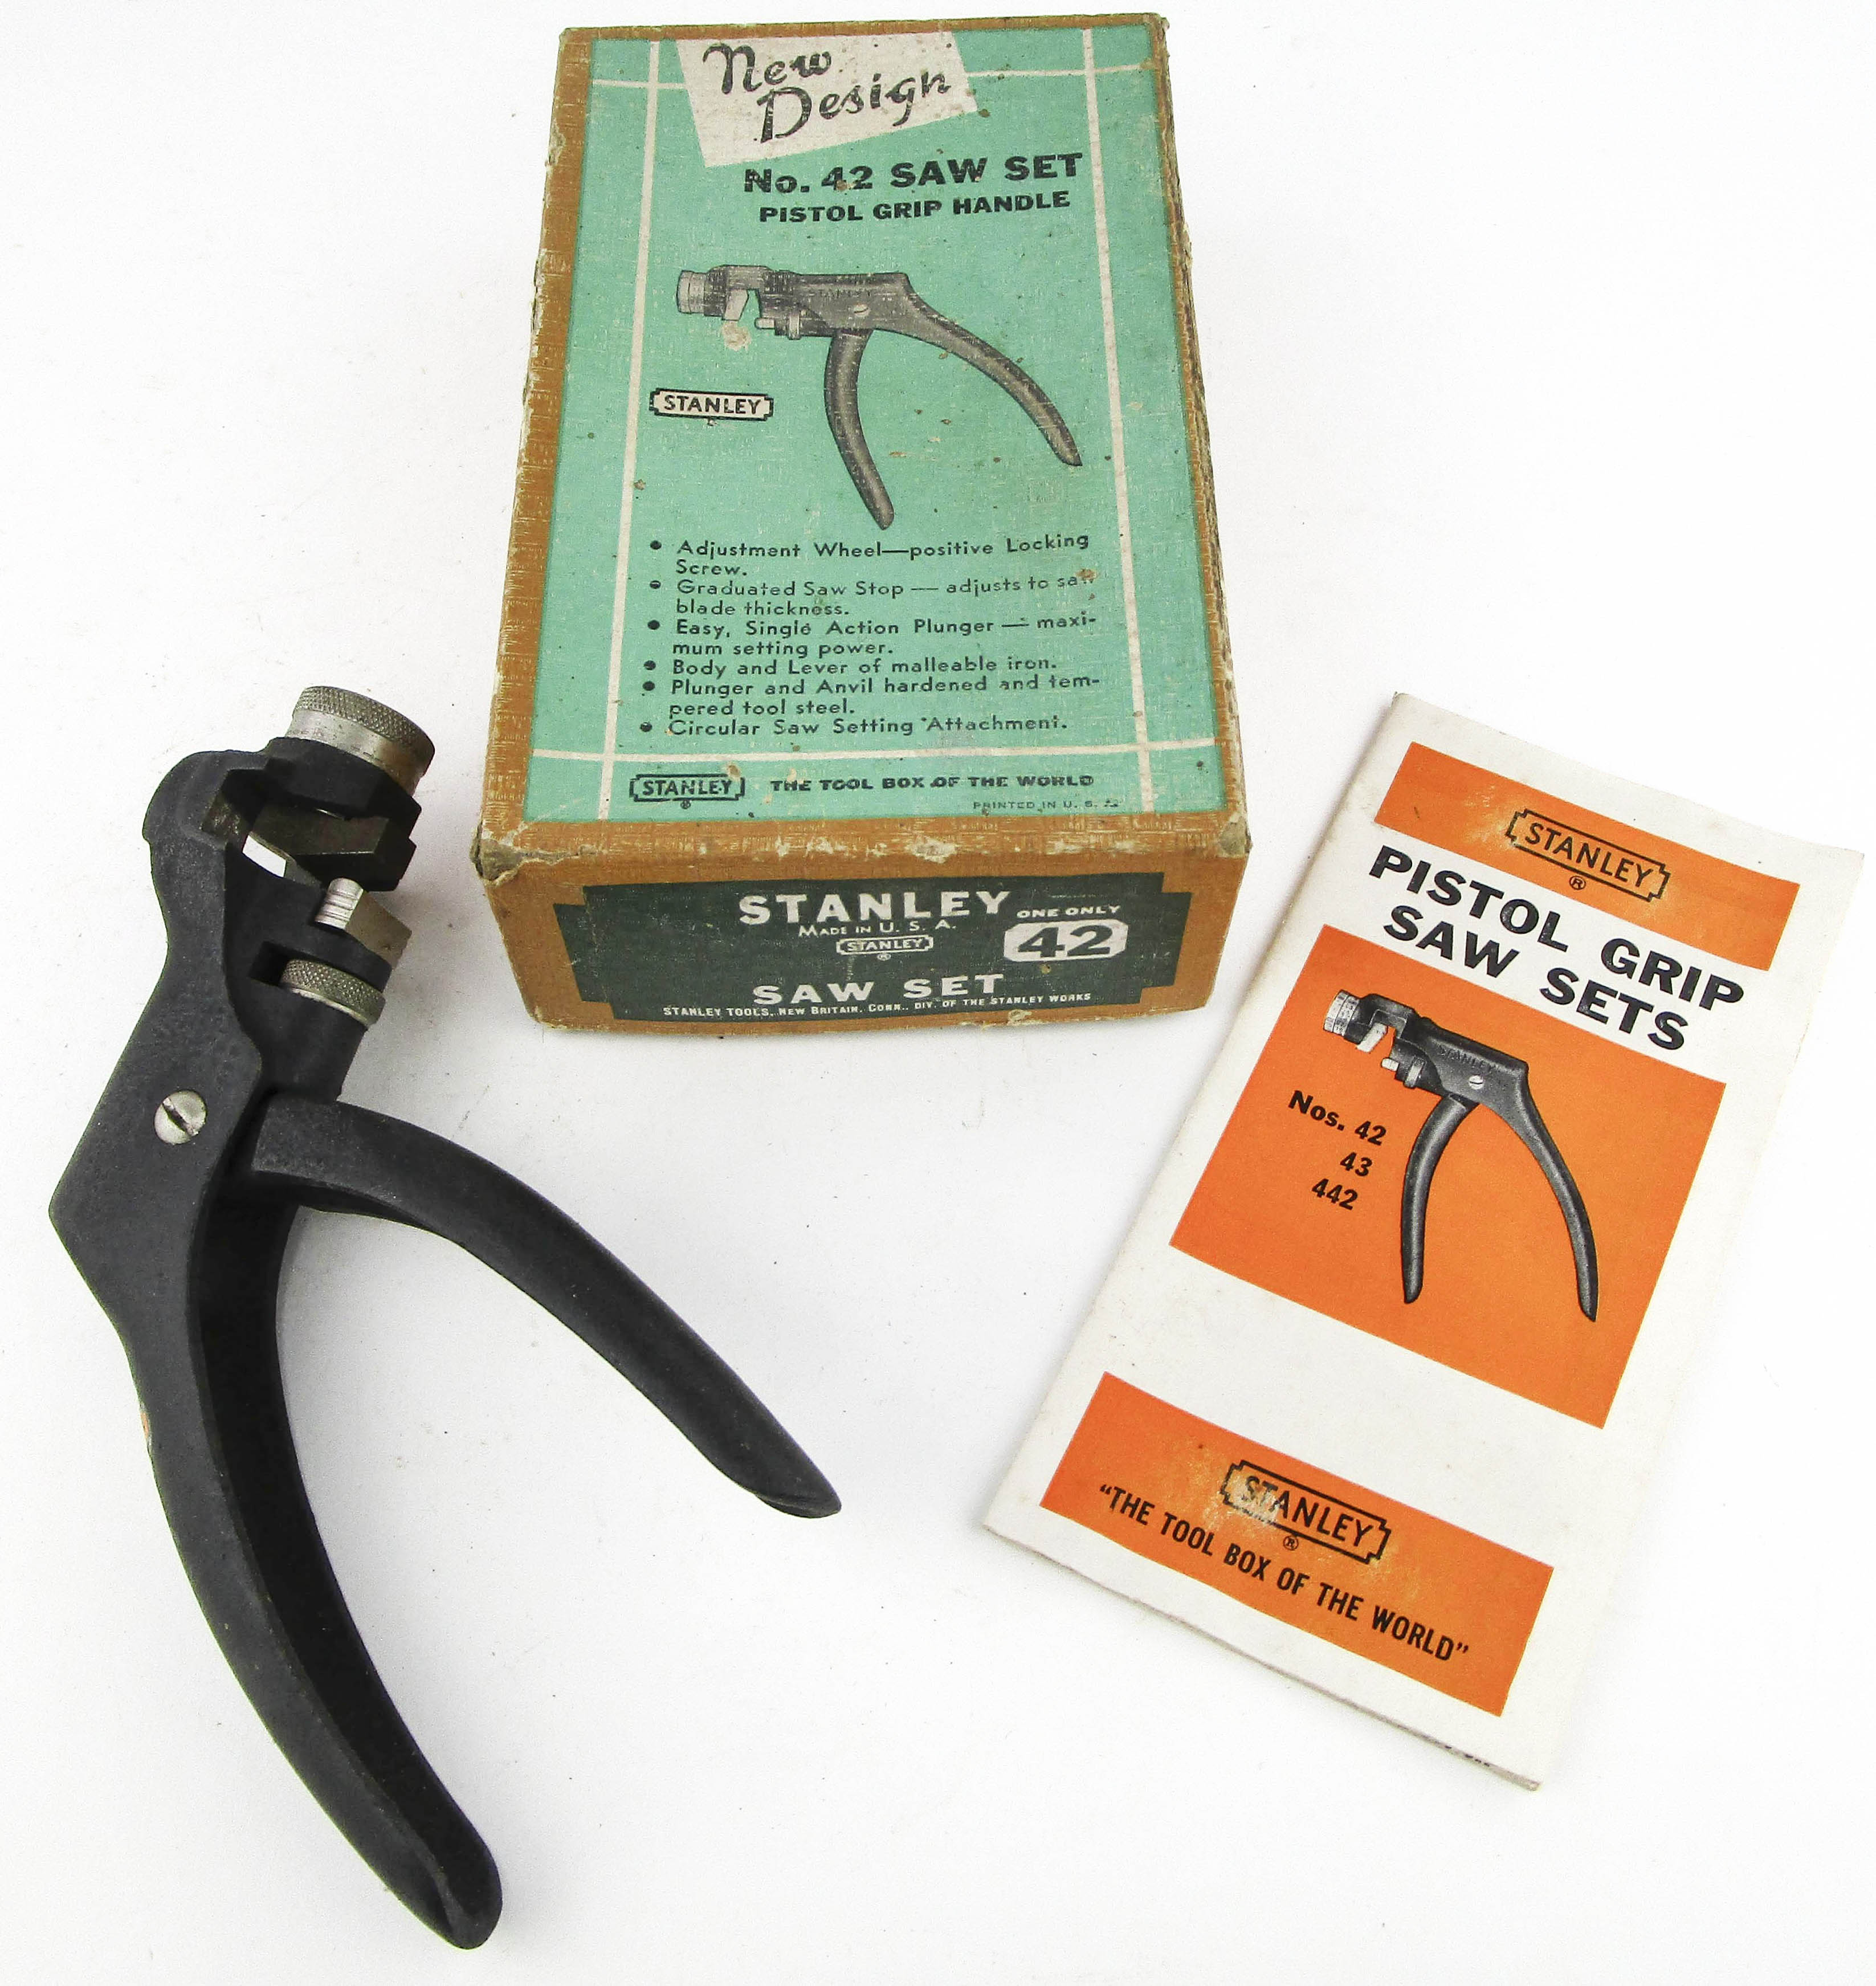 New
Design
No. 42 SAW SET
PISTOL GRIP HANDLE
STANLEY
STANLEY
®
• Adjustment Wheel—positive Locking
Screw.
• Graduated Saw Stop — adjusts to saw
blade thickness.
• Easy, Single Action Plunger — maxi-
mum setting power.
• Body and Lever of malleable iron.
• Plunger and Anvil hardened and tem-
pered tool steel.
• Circular Saw Setting Attachment.
STANLEY THE TOOL BOX OF THE WORLD
®
PRINTED IN U. S. A.
STANLEY ONE ONLY
MADE IN U. S. A.
STANLEY 42
®
SAW SET
STANLEY TOOLS, NEW BRITAIN, CONN., DIV. OF THE STANLEY WORKS
STANLEY
®
PISTOL GRIP
SAW SETS
STANLEY
Nos. 42
43
442
STANLEY
®
"THE TOOL BOX OF THE WORLD"